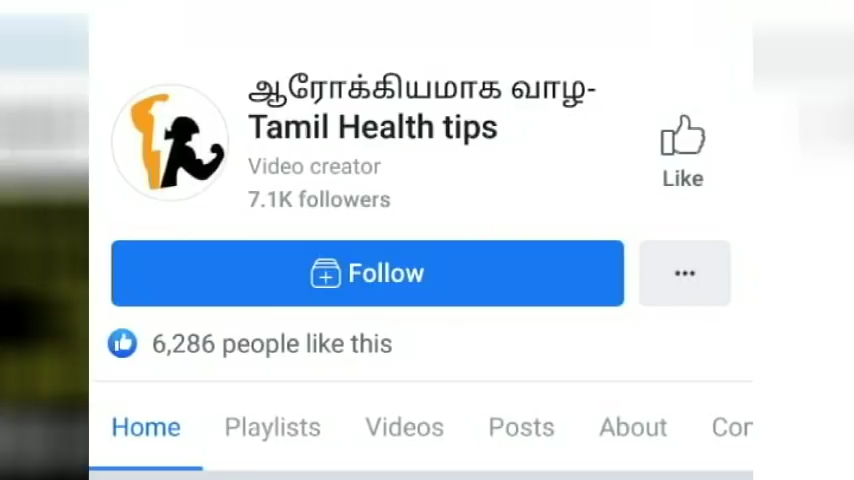 ஆரோக்கியமாக வாழ-
Tamil Health tips
Video creator
7.1K followers
Like
Follow
6,286 people like this
Home Playlists Videos Posts About